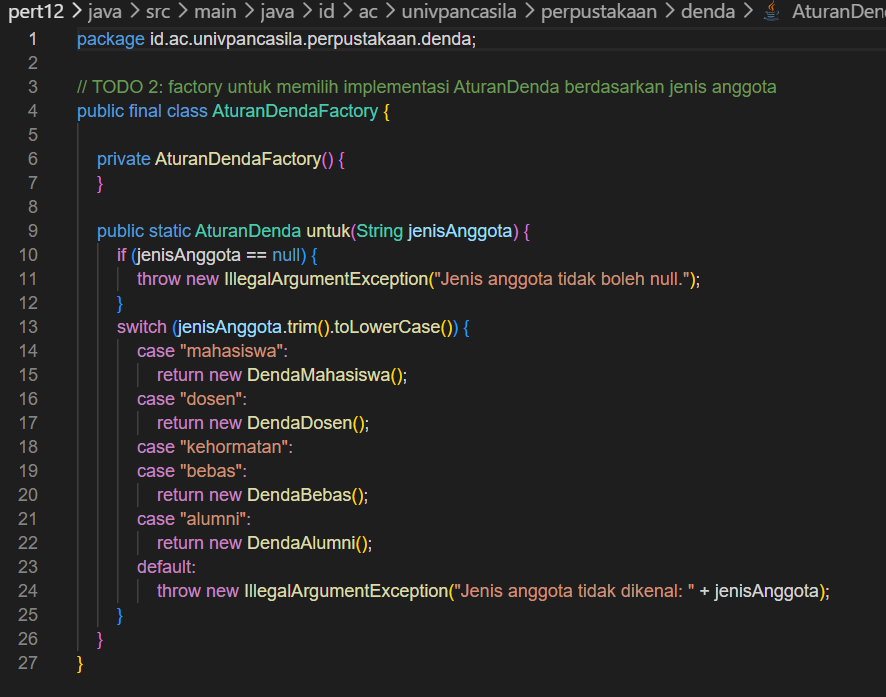 pert12 > java > src > main > java > id > ac > univpancasila > perpustakaan > denda > AturanDen
1 package id.ac.univpancasila.perpustakaan.denda;
2
3 // TODO 2: factory untuk memilih implementasi AturanDenda berdasarkan jenis anggota
4 public final class AturanDendaFactory {
5
6 private AturanDendaFactory() {
7 }
8
9 public static AturanDenda untuk(String jenisAnggota) {
10 if (jenisAnggota == null) {
11 throw new IllegalArgumentException("Jenis anggota tidak boleh null.");
12 }
13 switch (jenisAnggota.trim().toLowerCase()) {
14 case "mahasiswa":
15 return new DendaMahasiswa();
16 case "dosen":
17 return new DendaDosen();
18 case "kehormatan":
19 case "bebas":
20 return new DendaBebas();
21 case "alumni":
22 return new DendaAlumni();
23 default:
24 throw new IllegalArgumentException("Jenis anggota tidak dikenal: " + jenisAnggota);
25 }
26 }
27 }